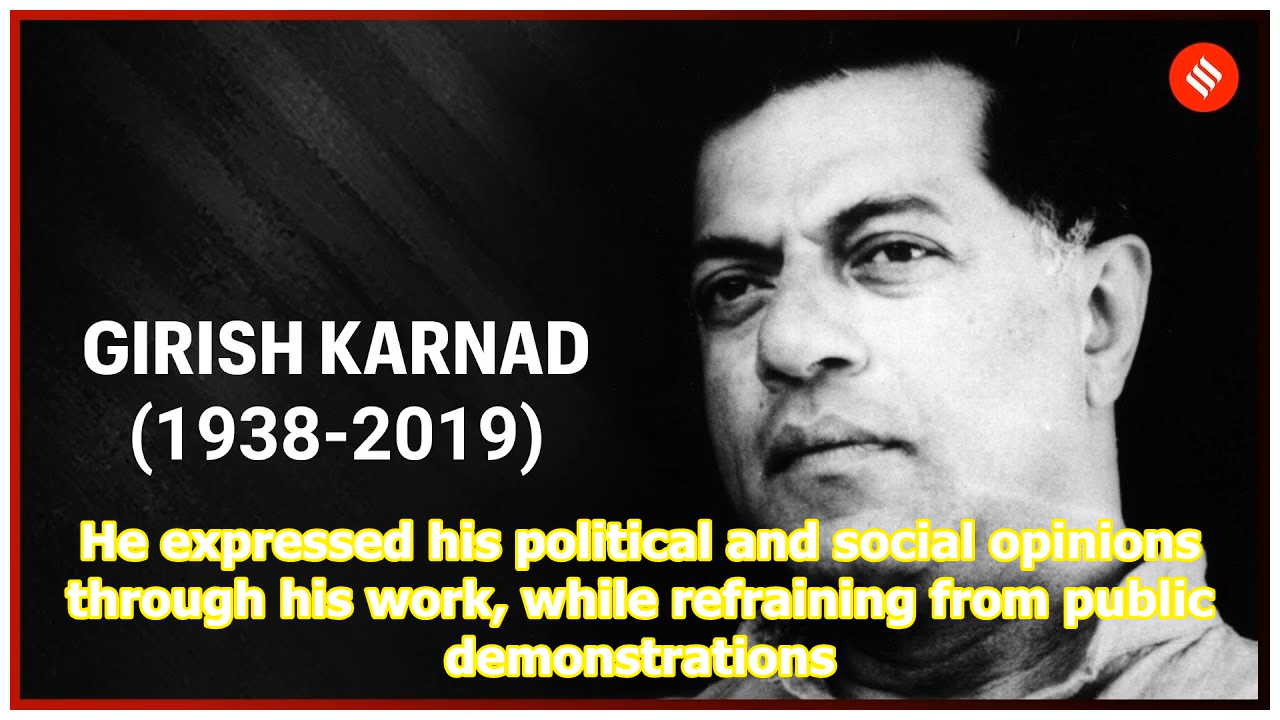 GIRISH KARNAD
(1938-2019)
He expressed his political and social opinions
through his work, while refraining from public
demonstrations